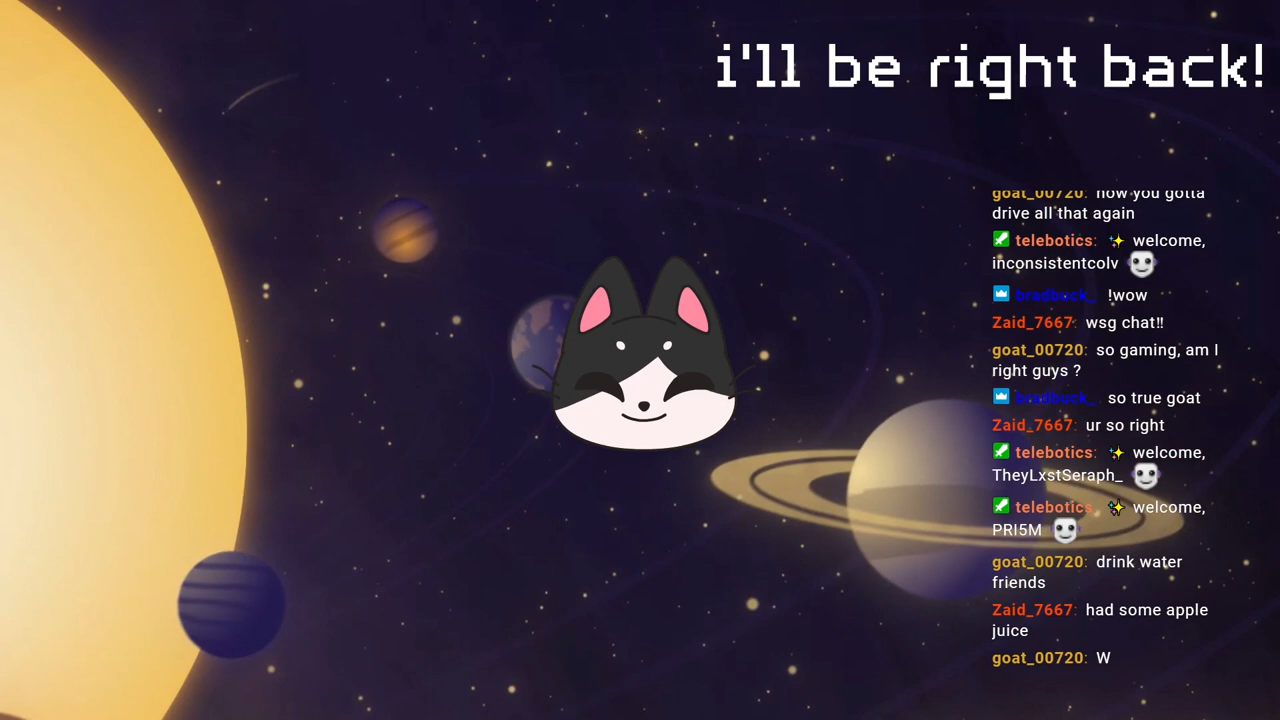 i'll be right back!
goat_00720: now you gotta
drive all that again
telebotics: ✨ welcome,
inconsistentcolv
bradbuck_: !wow
Zaid_7667: wsg chat!!
goat_00720: so gaming, am I
right guys ?
bradbuck_: so true goat
Zaid_7667: ur so right
telebotics: ✨ welcome,
TheyLxstSeraph_
telebotics: ✨ welcome,
PRI5M
goat_00720: drink water
friends
Zaid_7667: had some apple
juice
goat_00720: W